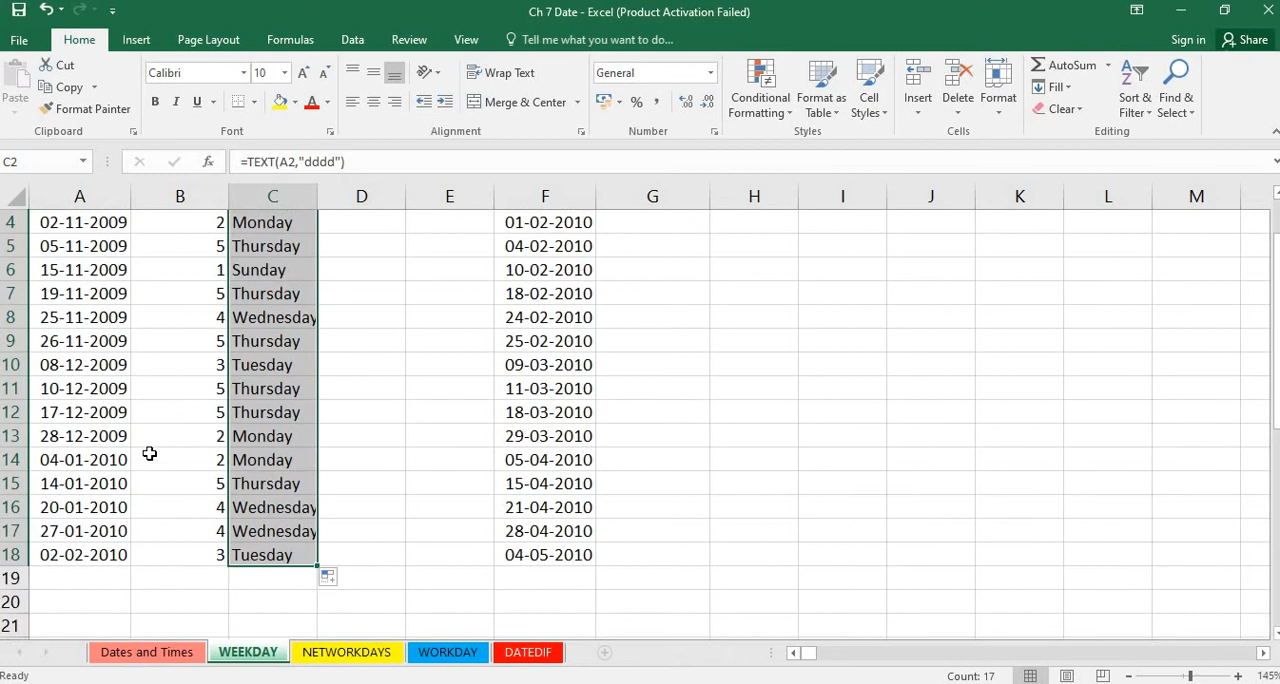 Ch 7 Date - Excel (Product Activation Failed)
File Home Insert Page Layout Formulas Data Review View Tell me what you want to do... Sign in Share
Paste Cut Copy Format Painter
Calibri 10 Wrap Text Merge & Center General
B I U A % , Conditional Formatting Format as Table Cell Styles Insert Delete Format AutoSum Fill Clear Sort & Filter Find & Select
Clipboard Font Alignment Number Styles Cells Editing
C2 fx =TEXT(A2,"dddd")
A B C D E F G H I J K L M
4 02-11-2009 2 Monday 01-02-2010
5 05-11-2009 5 Thursday 04-02-2010
6 15-11-2009 1 Sunday 10-02-2010
7 19-11-2009 5 Thursday 18-02-2010
8 25-11-2009 4 Wednesday 24-02-2010
9 26-11-2009 5 Thursday 25-02-2010
10 08-12-2009 3 Tuesday 09-03-2010
11 10-12-2009 5 Thursday 11-03-2010
12 17-12-2009 5 Thursday 18-03-2010
13 28-12-2009 2 Monday 29-03-2010
14 04-01-2010 2 Monday 05-04-2010
15 14-01-2010 5 Thursday 15-04-2010
16 20-01-2010 4 Wednesday 21-04-2010
17 27-01-2010 4 Wednesday 28-04-2010
18 02-02-2010 3 Tuesday 04-05-2010
19
20
21
Dates and Times WEEKDAY NETWORKDAYS WORKDAY DATEDIF
Ready Count: 17 145%